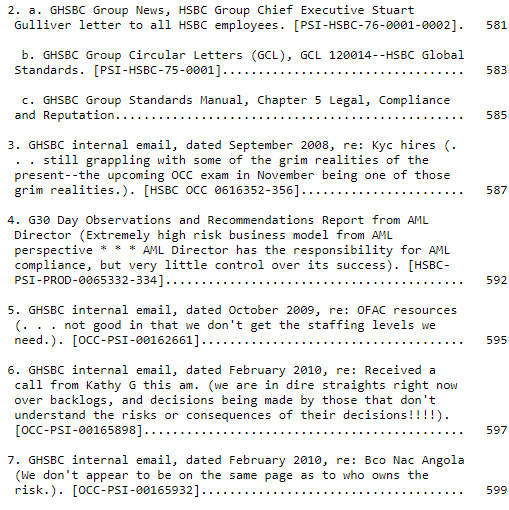 2. a. GHSBC Group News, HSBC Group Chief Executive Stuart
Gulliver letter to all HSBC employees. [PSI-HSBC-76-0001-0002]. 581
b. GHSBC Group Circular Letters (GCL), GCL 120014--HSBC Global
Standards. [PSI-HSBC-75-0001].................................. 583
c. GHSBC Group Standards Manual, Chapter 5 Legal, Compliance
and Reputation................................................. 585
3. GHSBC internal email, dated September 2008, re: Kyc hires (.
. . still grappling with some of the grim realities of the
present--the upcoming OCC exam in November being one of those
grim realities.). [HSBC OCC 0616352-356]....................... 587
4. G30 Day Observations and Recommendations Report from AML
Director (Extremely high risk business model from AML
perspective * * * AML Director has the responsibility for AML
compliance, but very little control over its success). [HSBC-
PSI-PROD-0065332-334].......................................... 592
5. GHSBC internal email, dated October 2009, re: OFAC resources
(. . . not good in that we don't get the staffing levels we
need.). [OCC-PSI-00162661]..................................... 595
6. GHSBC internal email, dated February 2010, re: Received a
call from Kathy G this am. (we are in dire straights right now
over backlogs, and decisions being made by those that don't
understand the risks or consequences of their decisions!!!!).
[OCC-PSI-00165898]............................................. 597
7. GHSBC internal email, dated February 2010, re: Bco Nac Angola
(We don't appear to be on the same page as to who owns the
risk.). [OCC-PSI-00165932]..................................... 599